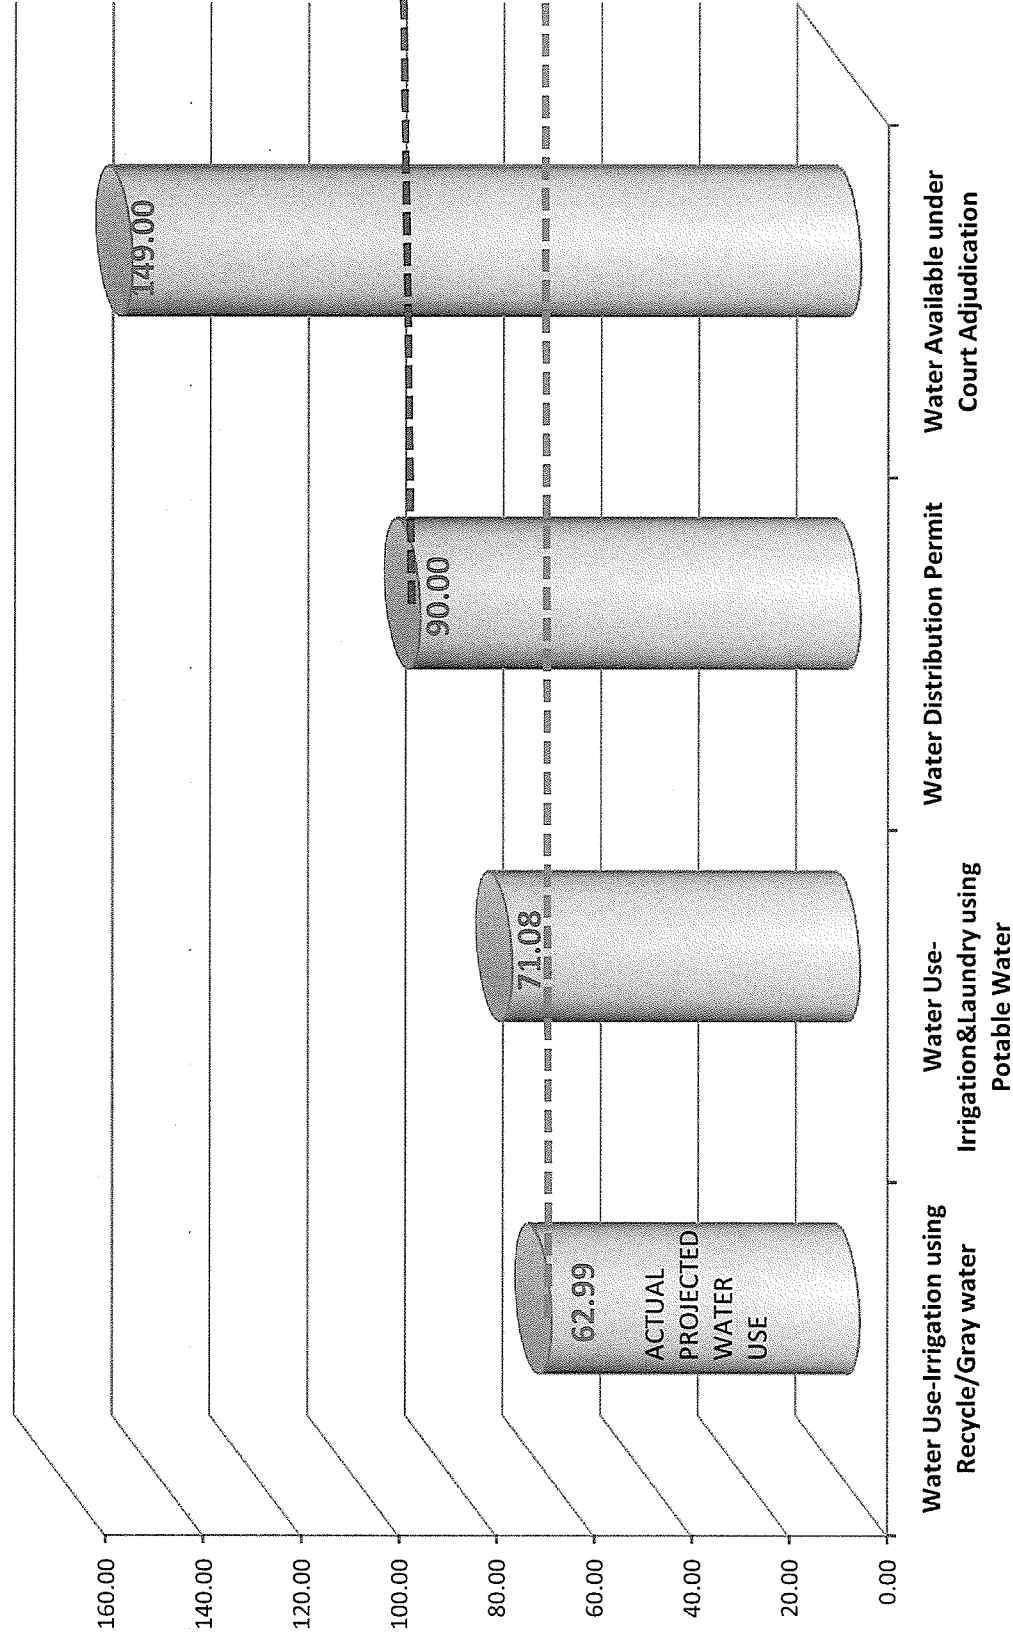 160.00
140.00
120.00
100.00
80.00
60.00
40.00
20.00
0.00
62.99
ACTUAL
PROJECTED
WATER
USE
71.08
90.00
149.00
Water Use-Irrigation using
Recycle/Gray water
Water Use-
Irrigation&Laundry using
Potable Water
Water Distribution Permit
Water Available under
Court Adjudication